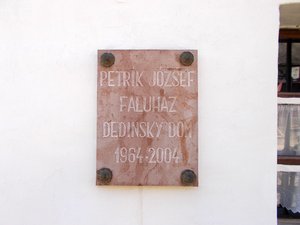 PETRIK JÓZSEF
FALUHÁZ
DEDINSKÝ DOM
1964-2004